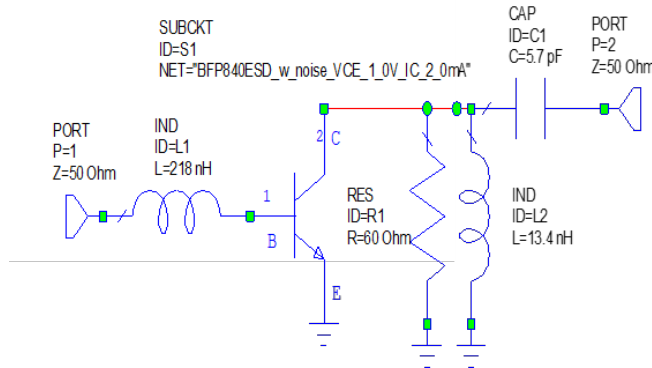 SUBCKT
ID=S1
NET="BFP840ESD_w_noise_VCE_1_0V_IC_2_0mA"
CAP
ID=C1
C=5.7 pF
PORT
P=2
Z=50 Ohm
PORT
P=1
Z=50 Ohm
IND
ID=L1
L=218 nH
2
C
1
B
E
RES
ID=R1
R=60 Ohm
IND
ID=L2
L=13.4 nH